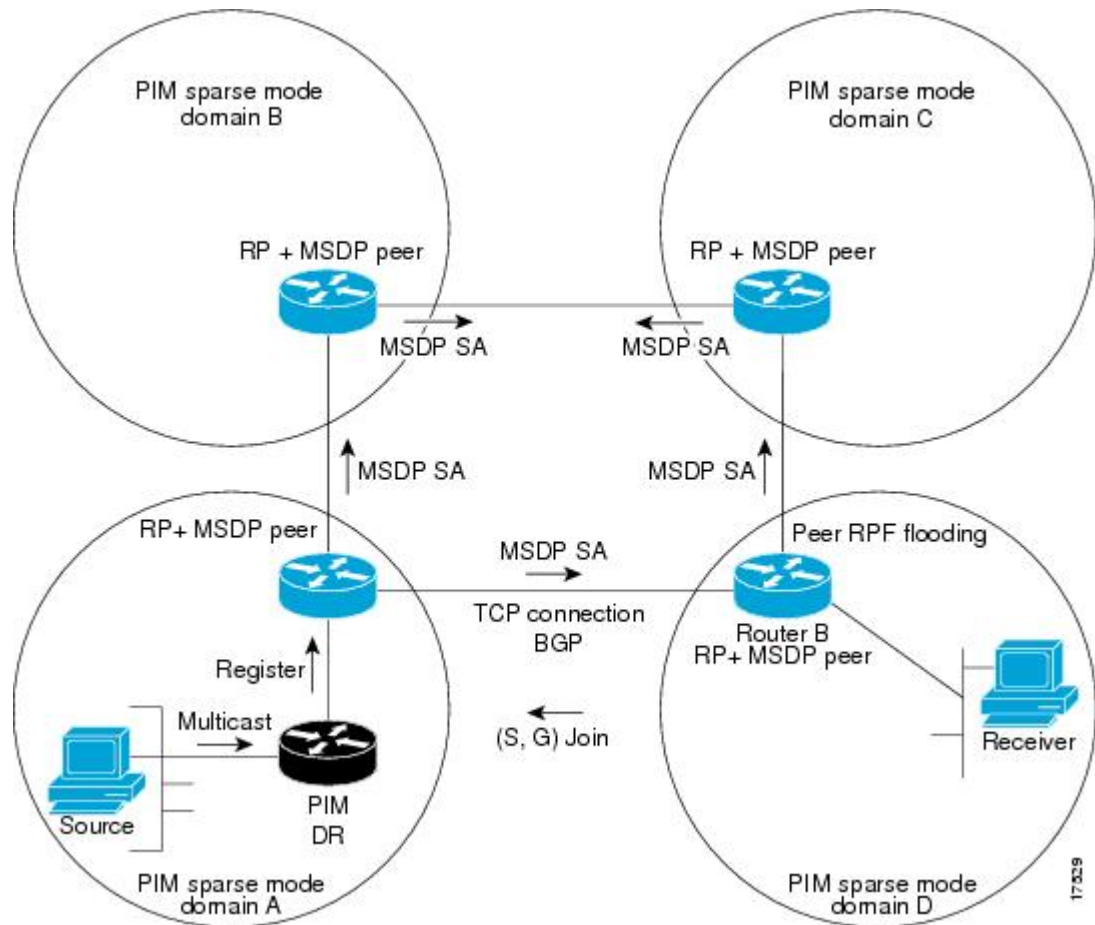 PIM sparse mode
domain B
PIM sparse mode
domain C
RP + MSDP peer
RP + MSDP peer
MSDP SA
MSDP SA
MSDP SA
MSDP SA
RP+ MSDP peer
Peer RPF flooding
MSDP SA
TCP connection
BGP
Router B
RP+ MSDP peer
Register
Multicast
(S, G) Join
Receiver
Source
PIM
DR
PIM sparse mode
domain A
PIM sparse mode
domain D
17529